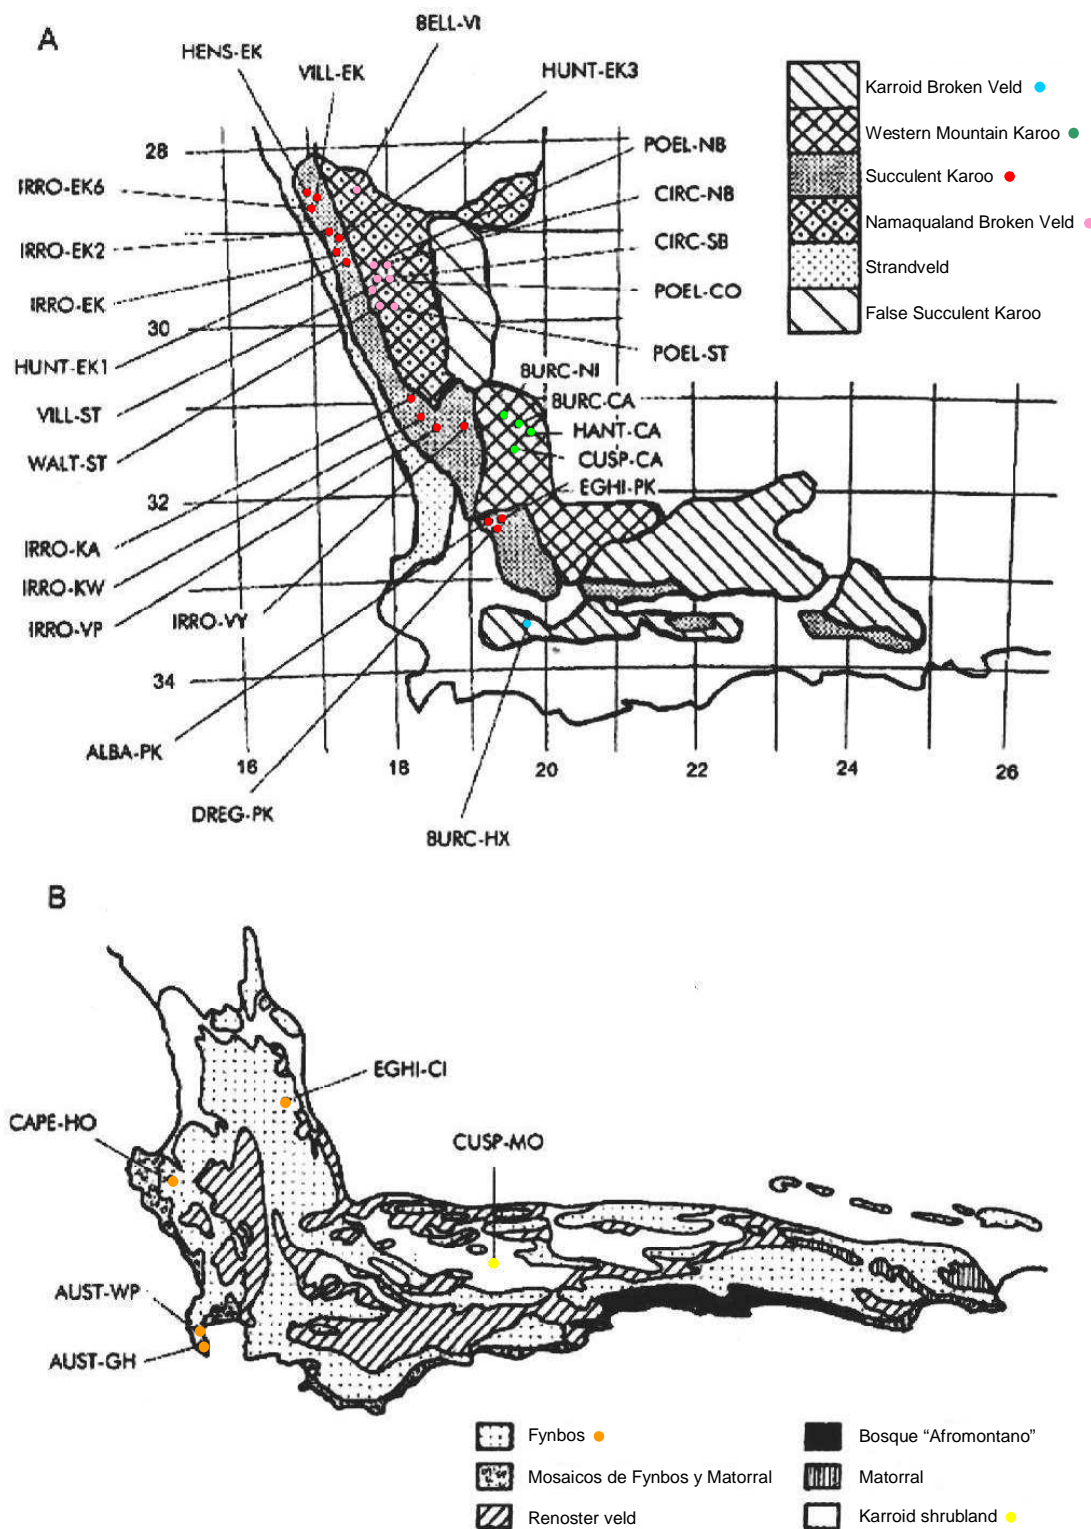 A
BELL-VI
HENS-EK
VILL-EK
HUNT-EK3
Karroid Broken Veld
Western Mountain Karoo
Succulent Karoo
Namaqualand Broken Veld
Strandveld
False Succulent Karoo
28
POEL-NB
IRRO-EK6
CIRC-NB
IRRO-EK2
CIRC-SB
IRRO-EK
POEL-CO
30
POEL-ST
HUNT-EK1
BURC-NI
BURC-CA
VILL-ST
HANT-CA
WALT-ST
CUSP-CA
EGHI-PK
32
IRRO-KA
IRRO-KW
IRRO-VP
IRRO-VY
34
ALBA-PK
16 18 20 22 24 26
DREG-PK
BURC-HX
B
EGHI-CI
CAPE-HO
CUSP-MO
AUST-WP
AUST-GH
Fynbos
Bosque “Afromontano”
Mosaicos de Fynbos y Matorral
Matorral
Renoster veld
Karroid shrubland